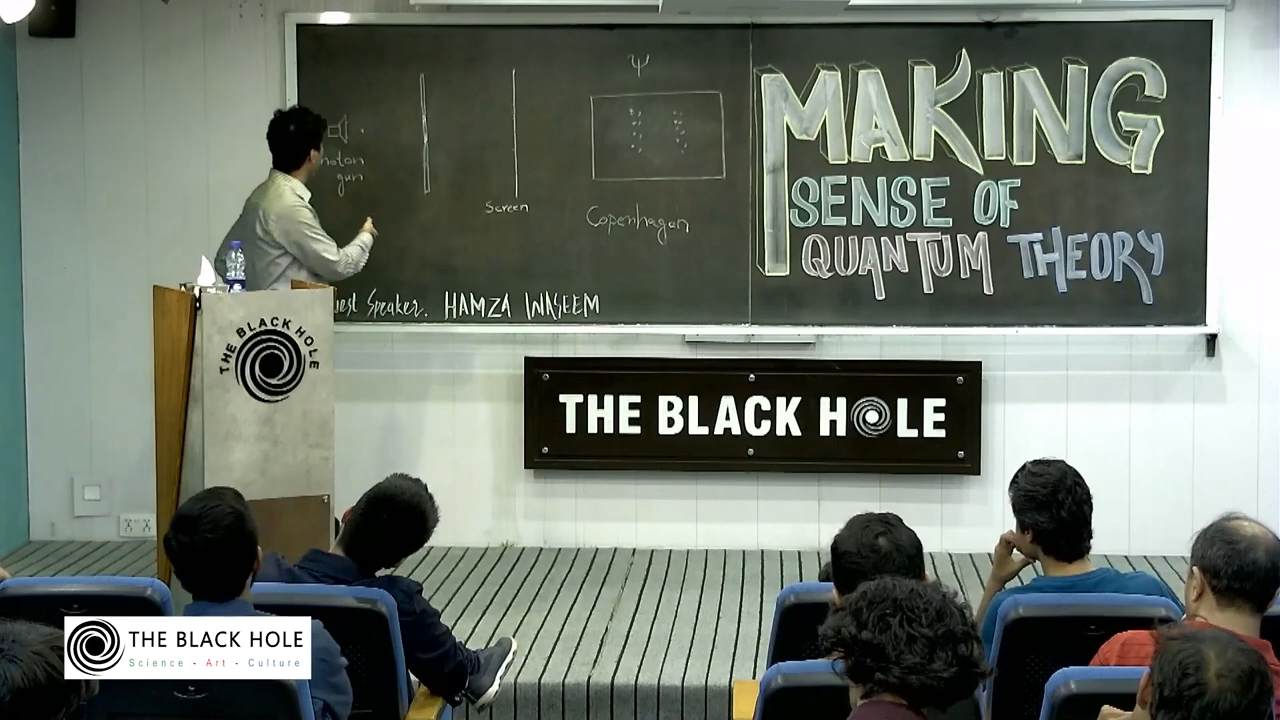 Ψ
MAKING
SENSE OF
QUANTUM THEORY
hoton
gun
Screen
Copenhagen
Speaker. HAMZA WASEEM
THE BLACK HOLE
THE BLACK HOLE
THE BLACK HOLE
Science - Art - Culture